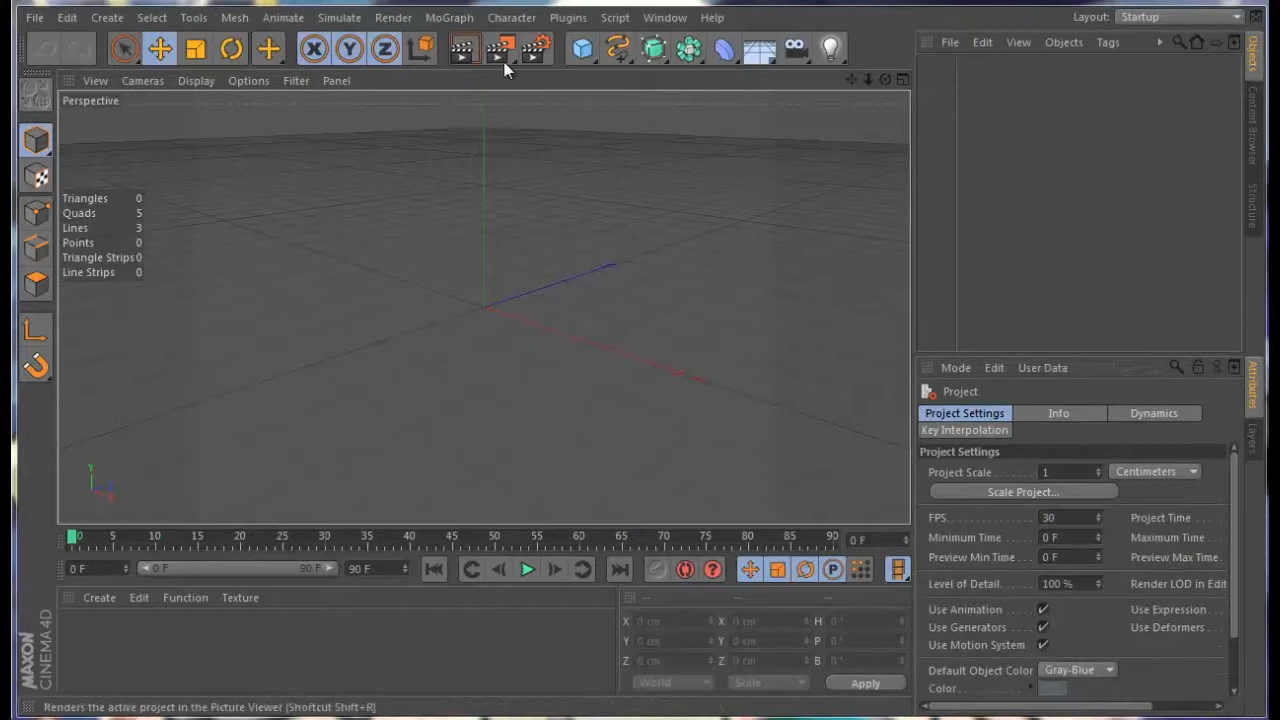 File Edit Create Select Tools Mesh Animate Simulate Render MoGraph Character Plugins Script Window Help Layout: Startup
X Y Z
File Edit View Objects Tags
View Cameras Display Options Filter Panel
Perspective
Triangles 0
Quads 5
Lines 3
Points 0
Triangle Strips 0
Line Strips 0
Y
0 5 10 15 20 25 30 35 40 45 50 55 60 65 70 75 80 85 90 0 F
0 F 0 F 90 F 90 F ? P
Create Edit Function Texture
-- -- --
X 0 cm X 0 cm H 0°
Y 0 cm Y 0 cm P 0°
Z 0 cm Z 0 cm B 0°
World Scale Apply
MAXON
CINEMA 4D
Renders the active project in the Picture Viewer [Shortcut Shift+R]
Objects
Content Browser
Structure
Mode Edit User Data
Project
Project Settings Info Dynamics
Key Interpolation
Project Settings
Project Scale 1 Centimeters
Scale Project...
FPS 30 Project Time
Minimum Time 0 F Maximum Time
Preview Min Time 0 F Preview Max Time
Level of Detail 100 % Render LOD in Edit
Use Animation Use Expression
Use Generators Use Deformers
Use Motion System
Default Object Color Gray-Blue
Color
Attributes
Layers